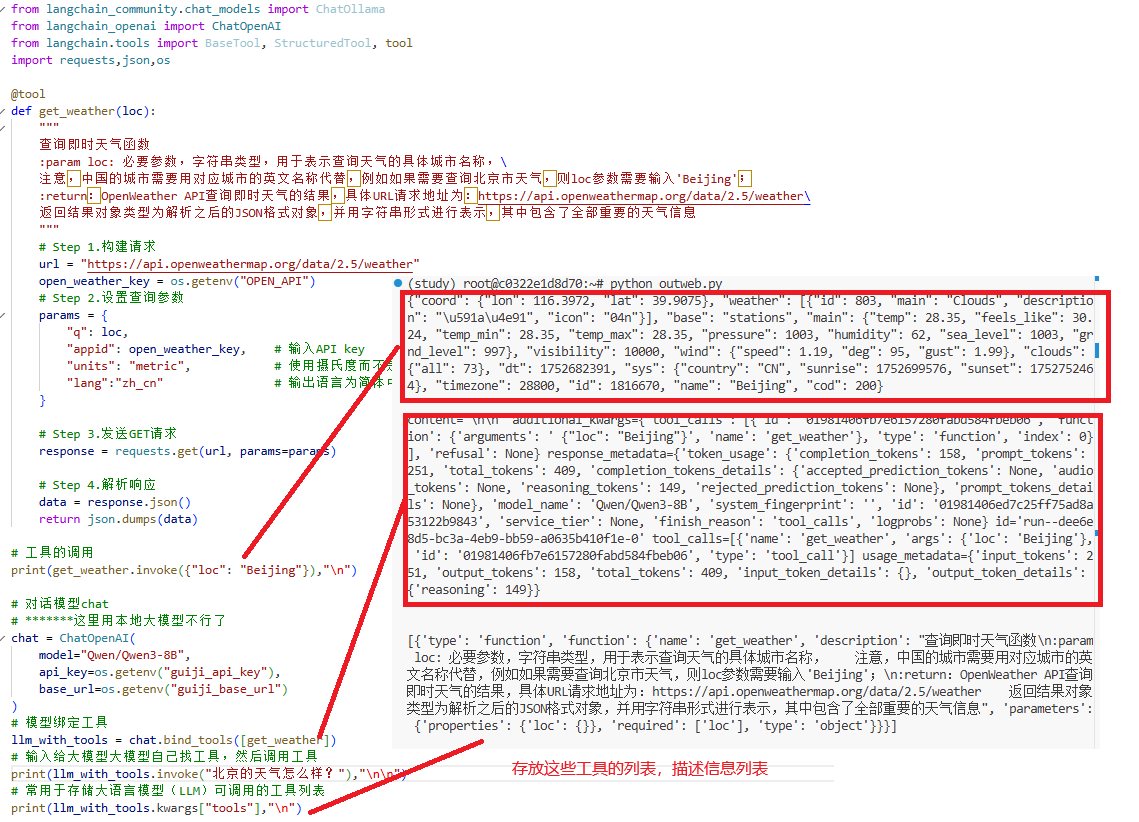 from langchain_community.chat_models import ChatOllama
from langchain_openai import ChatOpenAI
from langchain.tools import BaseTool, StructuredTool, tool
import requests,json,os
@tool
def get_weather(loc):
"""
查询即时天气函数
:param loc: 必要参数，字符串类型，用于表示查询天气的具体城市名称，\
注意，中国的城市需要用对应城市的英文名称代替，例如如果需要查询北京市天气，则loc参数需要输入'Beijing'；
:return：OpenWeather API查询即时天气的结果，具体URL请求地址为：https://api.openweathermap.org/data/2.5/weather\
返回结果对象类型为解析之后的JSON格式对象，并用字符串形式进行表示，其中包含了全部重要的天气信息
"""
# Step 1.构建请求
url = "https://api.openweathermap.org/data/2.5/weather"
open_weather_key = os.getenv("OPEN_API")
# Step 2.设置查询参数
params = {
"q": loc,
"appid": open_weather_key, # 输入API key
"units": "metric", # 使用摄氏度而不
"lang":"zh_cn" # 输出语言为简体
}
# Step 3.发送GET请求
response = requests.get(url, params=params)
# Step 4.解析响应
data = response.json()
return json.dumps(data)
# 工具的调用
print(get_weather.invoke({"loc": "Beijing"}),"\n")
# 对话模型chat
# *******这里用本地大模型不行了
chat = ChatOpenAI(
model="Qwen/Qwen3-8B",
api_key=os.getenv("guiji_api_key"),
base_url=os.getenv("guiji_base_url")
)
# 模型绑定工具
llm_with_tools = chat.bind_tools([get_weather])
# 输入给大模型大模型自己找工具，然后调用工具
print(llm_with_tools.invoke("北京的天气怎么样？"),"\n\n")
# 常用于存储大语言模型（LLM）可调用的工具列表
print(llm_with_tools.kwargs["tools"],"\n")
(study) root@c0322e1d8d70:~# python outweb.py
{"coord": {"lon": 116.3972, "lat": 39.9075}, "weather": [{"id": 803, "main": "Clouds", "descriptio
n": "\u591a\u4e91", "icon": "04n"}], "base": "stations", "main": {"temp": 28.35, "feels_like": 30.
24, "temp_min": 28.35, "temp_max": 28.35, "pressure": 1003, "humidity": 62, "sea_level": 1003, "gr
nd_level": 997}, "visibility": 10000, "wind": {"speed": 1.19, "deg": 95, "gust": 1.99}, "clouds":
{"all": 73}, "dt": 1752682391, "sys": {"country": "CN", "sunrise": 1752699576, "sunset": 175275246
4}, "timezone": 28800, "id": 1816670, "name": "Beijing", "cod": 200}
content='\n\n' additional_kwargs={'tool_calls': [{'id': '01981406fb7e6157280fabd584fbeb06', 'funct
ion': {'arguments': ' {"loc": "Beijing"}', 'name': 'get_weather'}, 'type': 'function', 'index': 0}
], 'refusal': None} response_metadata={'token_usage': {'completion_tokens': 158, 'prompt_tokens':
251, 'total_tokens': 409, 'completion_tokens_details': {'accepted_prediction_tokens': None, 'audio
_tokens': None, 'reasoning_tokens': 149, 'rejected_prediction_tokens': None}, 'prompt_tokens_detai
ls': None}, 'model_name': 'Qwen/Qwen3-8B', 'system_fingerprint': '', 'id': '01981406ed7c25ff75ad8a
53122b9843', 'service_tier': None, 'finish_reason': 'tool_calls', 'logprobs': None} id='run--dee6e
8d5-bc3a-4eb9-bb59-a0635b410f1e-0' tool_calls=[{'name': 'get_weather', 'args': {'loc': 'Beijing'},
'id': '01981406fb7e6157280fabd584fbeb06', 'type': 'tool_call'}] usage_metadata={'input_tokens': 2
51, 'output_tokens': 158, 'total_tokens': 409, 'input_token_details': {}, 'output_token_details':
{'reasoning': 149}}
[{'type': 'function', 'function': {'name': 'get_weather', 'description': "查询即时天气函数\n:param
loc: 必要参数，字符串类型，用于表示查询天气的具体城市名称， 注意，中国的城市需要用对应城市的英
文名称代替，例如如果需要查询北京市天气，则loc参数需要输入'Beijing'；\n:return：OpenWeather API查询
即时天气的结果，具体URL请求地址为：https://api.openweathermap.org/data/2.5/weather 返回结果对象
类型为解析之后的JSON格式对象，并用字符串形式进行表示，其中包含了全部重要的天气信息", 'parameters':
{'properties': {'loc': {}}, 'required': ['loc'], 'type': 'object'}}}]
存放这些工具的列表，描述信息列表